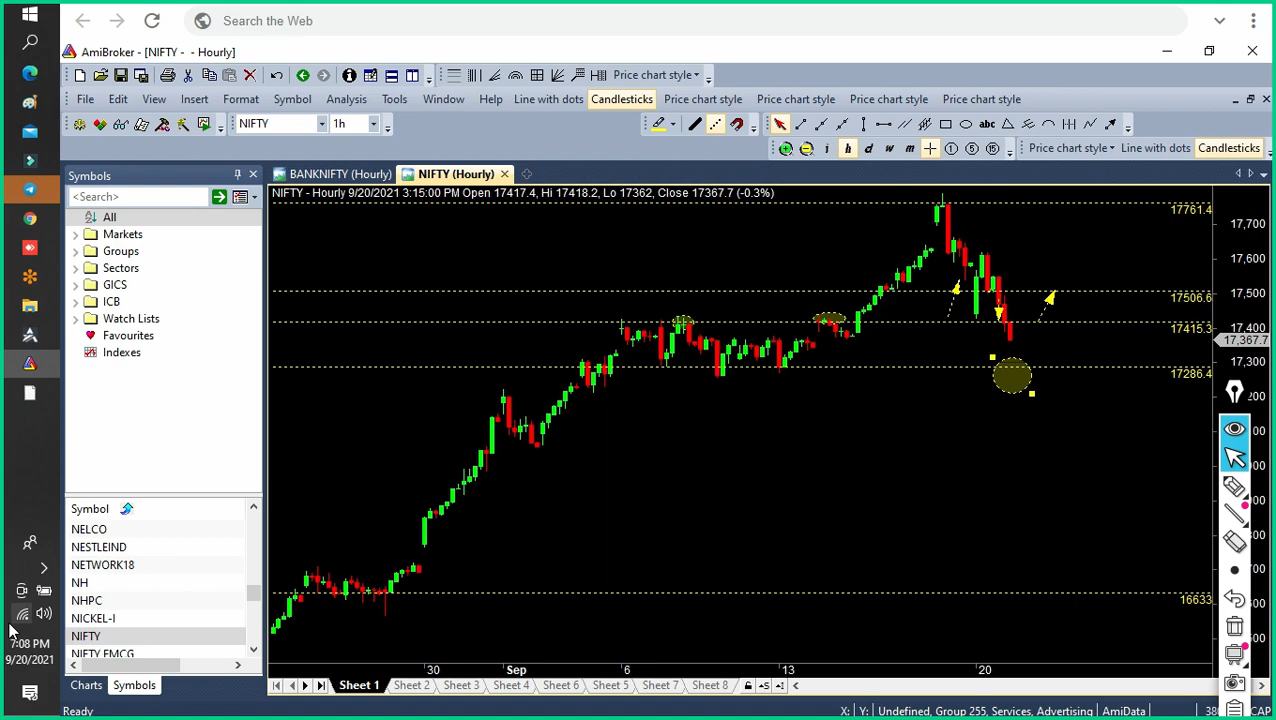 Search the Web
AmiBroker - [NIFTY - - Hourly]
Price chart style
File Edit View Insert Format Symbol Analysis Tools Window Help Line with dots Candlesticks Price chart style Price chart style Price chart style Price chart style
NIFTY 1h abc
i h d w m 1 5 15 Price chart style Line with dots Candlesticks
Symbols
BANKNIFTY (Hourly) NIFTY (Hourly)
<Search>
NIFTY - Hourly 9/20/2021 3:15:00 PM Open 17417.4, Hi 17418.2, Lo 17362, Close 17367.7 (-0.3%)
All
Markets
Groups
Sectors
GICS
ICB
Watch Lists
Favourites
Indexes
17761.4
17506.6
17415.3
17286.4
16633
17,700
17,600
17,500
17,400
17,367.7
17,300
Symbol
NELCO
NESTLEIND
NETWORK18
NH
NHPC
NICKEL-I
NIFTY
NIFTY FMCG
30 Sep 6 13 20
Charts Symbols
Sheet 1 Sheet 2 Sheet 3 Sheet 4 Sheet 5 Sheet 6 Sheet 7 Sheet 8
Ready
X: Y: Undefined, Group 255, Services, Advertising AmiData CAP
7:08 PM
9/20/2021